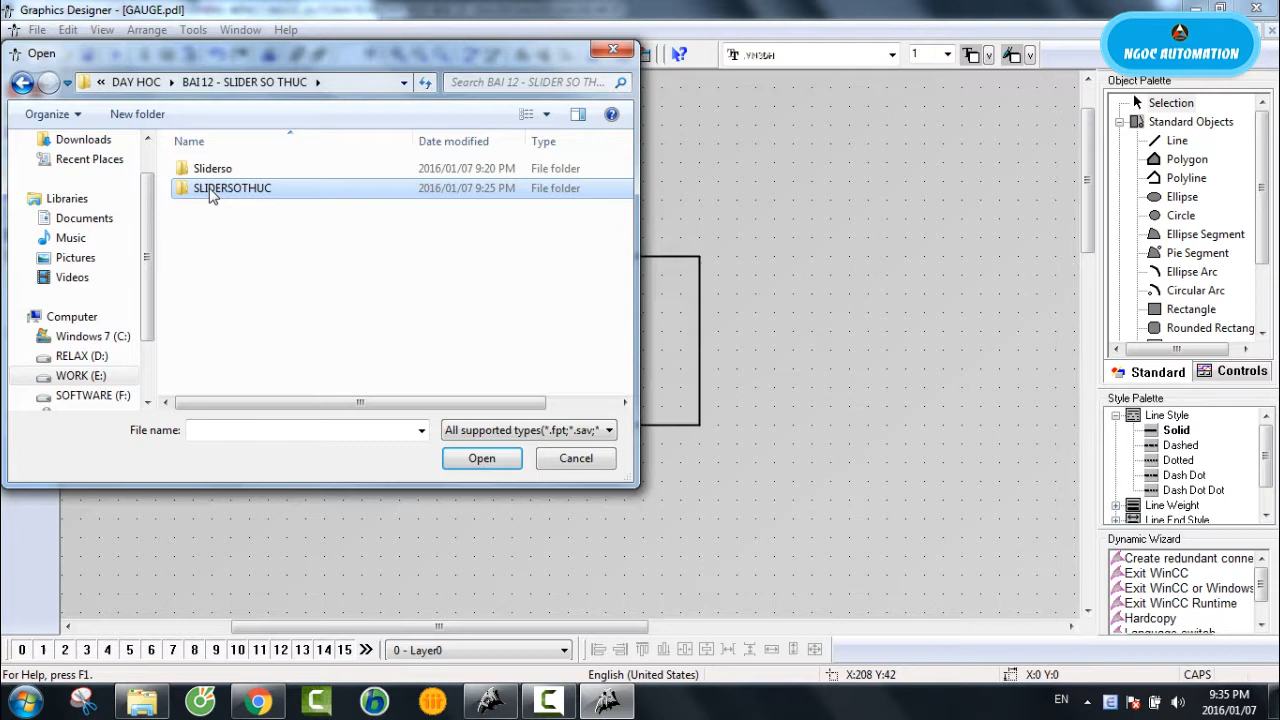 Graphics Designer - [GAUGE.pdl]
File Edit View Arrange Tools Window Help
NGOC AUTOMATION
Open
« DAY HOC BAI 12 - SLIDER SO THUC
Search BAI 12 - SLIDER SO TH...
.VNI3DH
1
Object Palette
Organize
New folder
Name Date modified Type
Downloads
Recent Places
Libraries
Documents
Music
Pictures
Videos
Computer
Windows 7 (C:)
RELAX (D:)
WORK (E:)
SOFTWARE (F:)
Sliderso 2016/01/07 9:20 PM File folder
SLIDERSOTHUC 2016/01/07 9:25 PM File folder
File name:
All supported types(*.fpt;*.sav;*
Open
Cancel
Selection
Standard Objects
Line
Polygon
Polyline
Ellipse
Circle
Ellipse Segment
Pie Segment
Ellipse Arc
Circular Arc
Rectangle
Rounded Rectang
Standard
Controls
Style Palette
Line Style
Solid
Dashed
Dotted
Dash Dot
Dash Dot Dot
Line Weight
Line End Style
Dynamic Wizard
Create redundant conne
Exit WinCC
Exit WinCC or Windows
Exit WinCC Runtime
Hardcopy
Language switch
0 1 2 3 4 5 6 7 8 9 10 11 12 13 14 15
0 - Layer0
For Help, press F1.
English (United States)
X:208 Y:42
X:0 Y:0
CAPS
EN
9:35 PM
2016/01/07